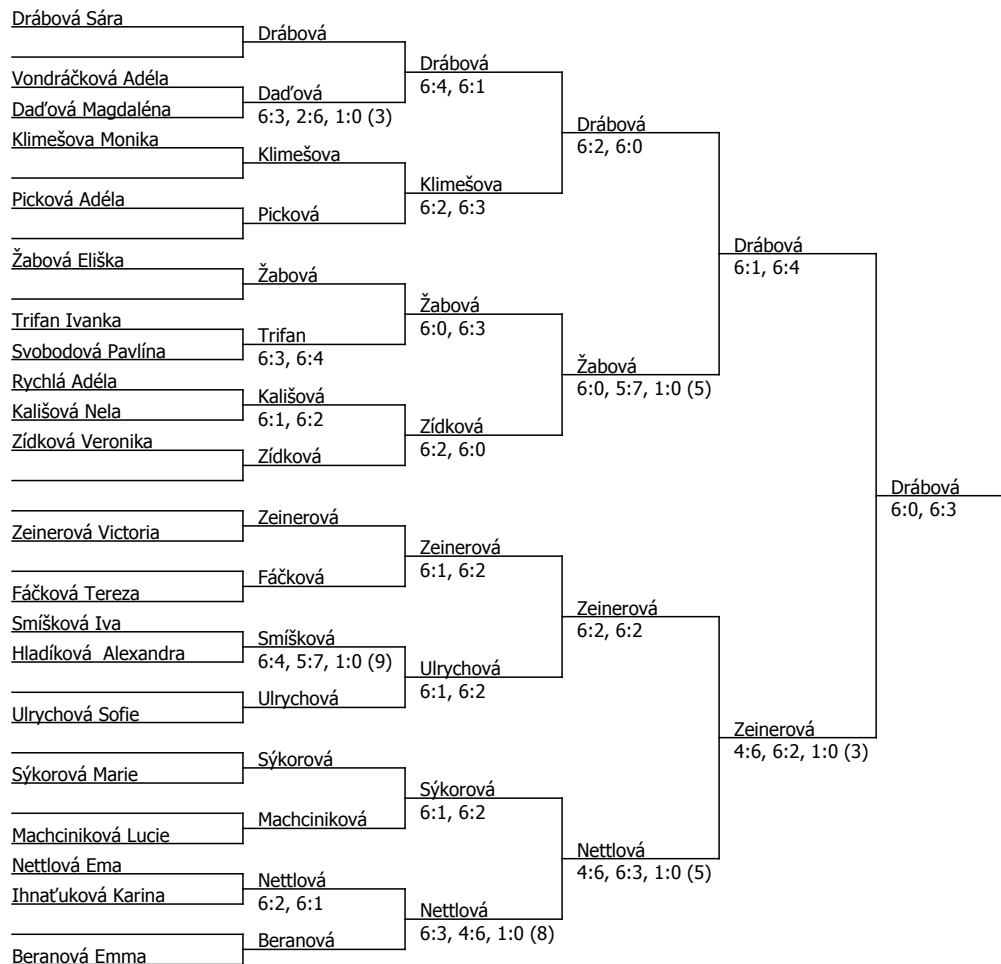 Drábová Sára
Vondráčková Adéla
Daďová Magdaléna
Klimešova Monika
Picková Adéla
Žabová Eliška
Trifan Ivanka
Svobodová Pavlína
Rychlá Adéla
Kališová Nela
Zídková Veronika
Zeinerová Victoria
Fáčková Tereza
Smíšková Iva
Hladíková  Alexandra
Ulrychová Sofie
Sýkorová Marie
Machciniková Lucie
Nettlová Ema
Ihnaťuková Karina
Beranová Emma
Drábová
Daďová
6:3, 2:6, 1:0 (3)
Klimešova
Picková
Žabová
Trifan
6:3, 6:4
Kališová
6:1, 6:2
Zídková
Zeinerová
Fáčková
Smíšková
6:4, 5:7, 1:0 (9)
Ulrychová
Sýkorová
Machciniková
Nettlová
6:2, 6:1
Beranová
Drábová
6:4, 6:1
Klimešova
6:2, 6:3
Žabová
6:0, 6:3
Zídková
6:2, 6:0
Zeinerová
6:1, 6:2
Ulrychová
6:1, 6:2
Sýkorová
6:1, 6:2
Nettlová
6:3, 4:6, 1:0 (8)
Drábová
6:2, 6:0
Žabová
6:0, 5:7, 1:0 (5)
Zeinerová
6:2, 6:2
Nettlová
4:6, 6:3, 1:0 (5)
Drábová
6:1, 6:4
Zeinerová
4:6, 6:2, 1:0 (3)
Drábová
6:0, 6:3